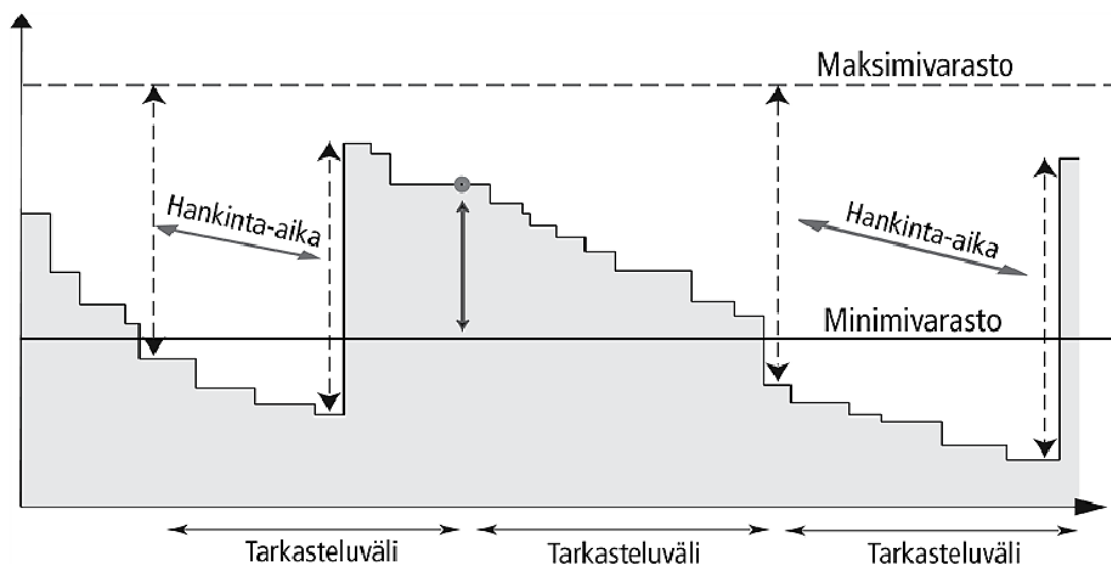 Maksimivarasto
Hankinta-aika
Hankinta-aika
Minimivarasto
Tarkasteluväli
Tarkasteluväli
Tarkasteluväli